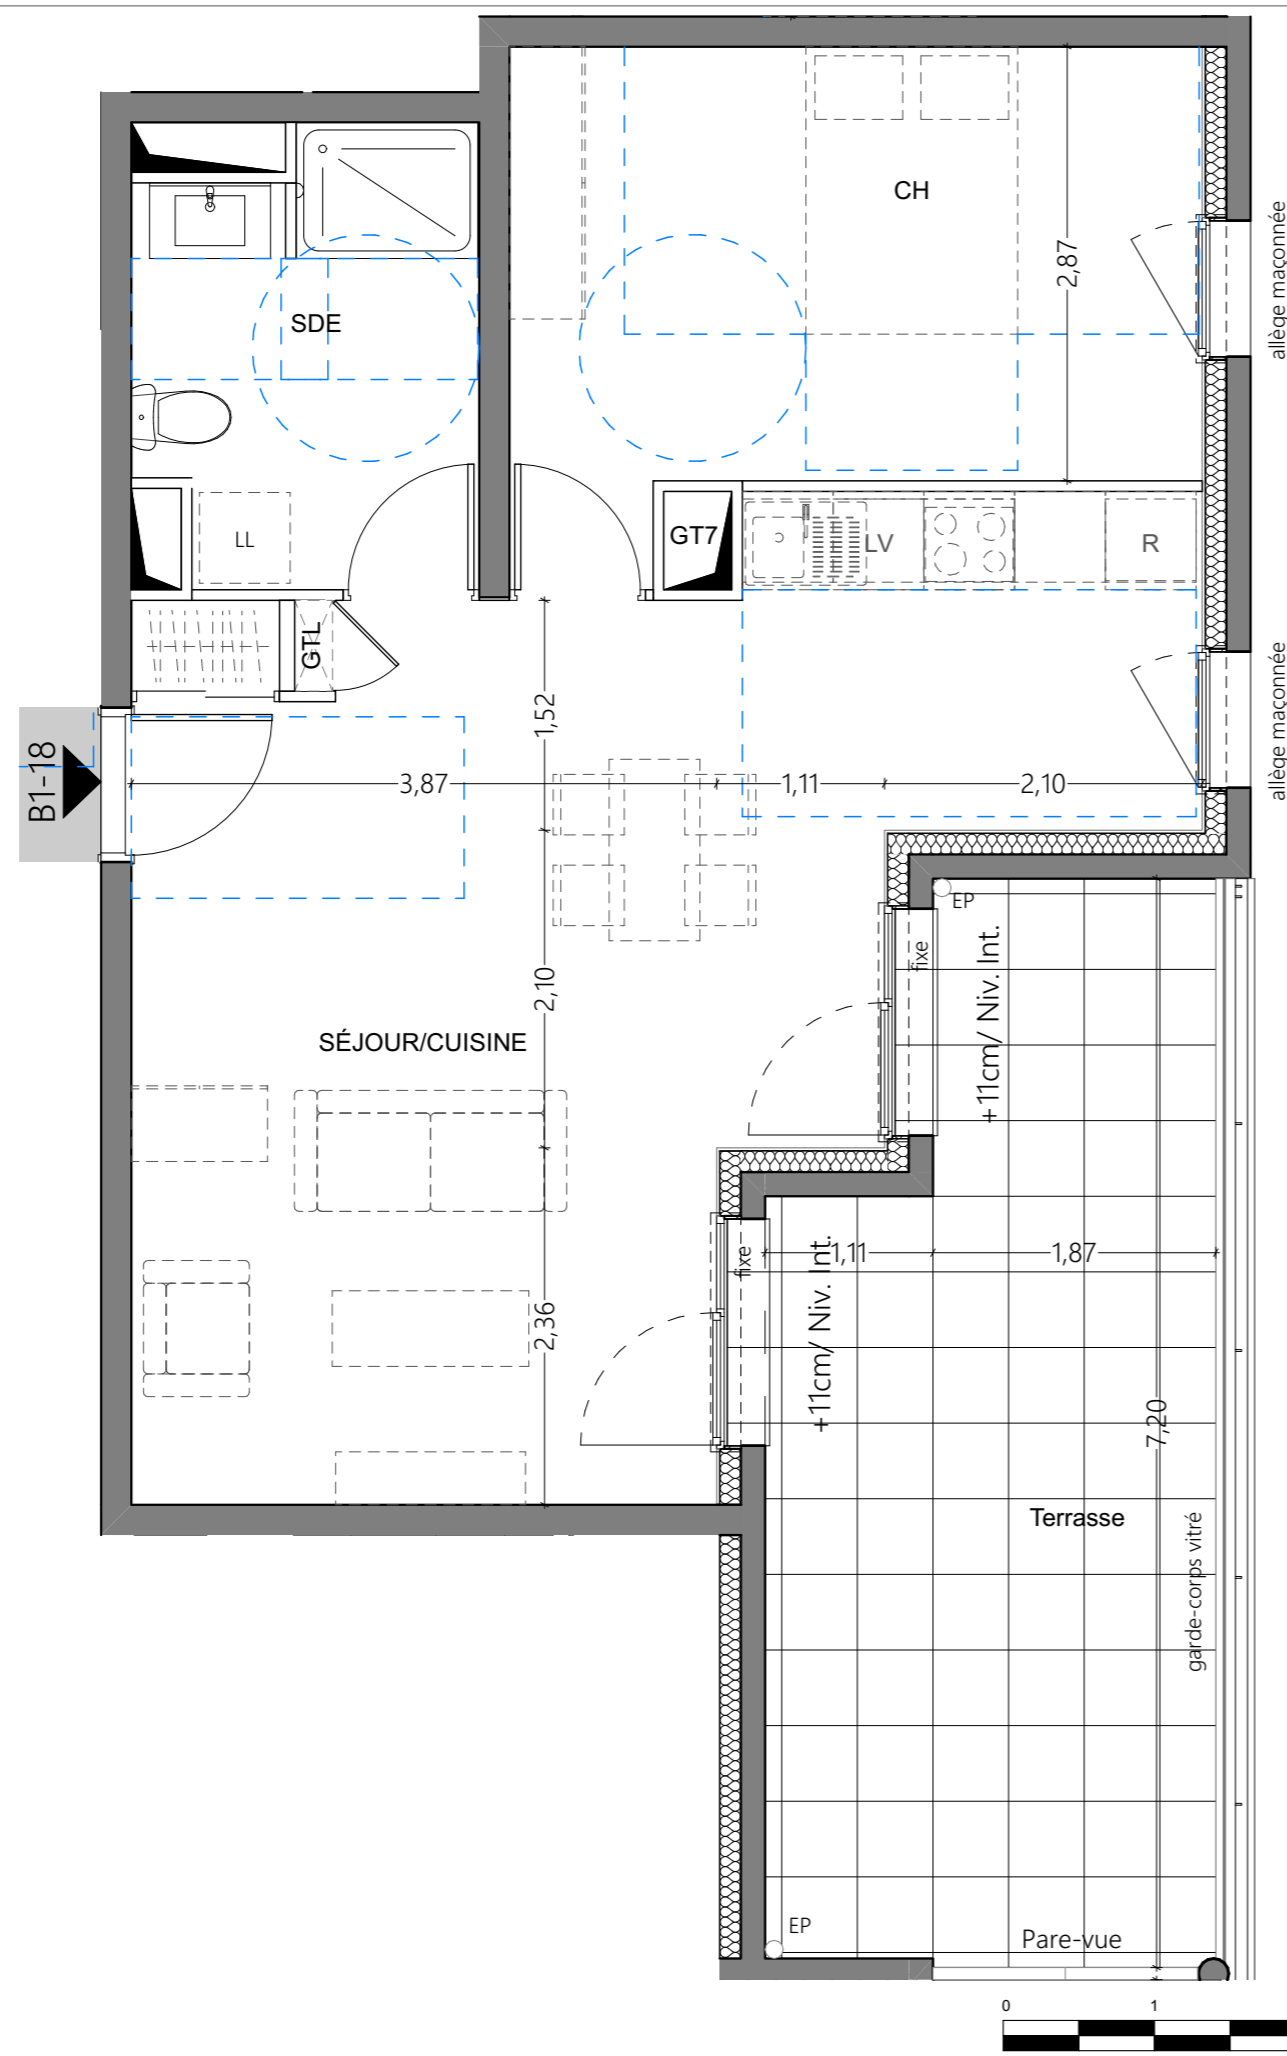 CH
2,87
allège maçonnée
SDE
LL
GT7
LV
R
GTL
B1-18
1,52
3,87
1,11
2,10
allège maçonnée
EP
fixe
+11cm/ Niv. Int.
2,10
SÉJOUR/CUISINE
fixe
+11cm/ Niv. Int.
1,11
1,87
2,36
7,20
Terrasse
garde-corps vitré
EP
Pare-vue
0
1